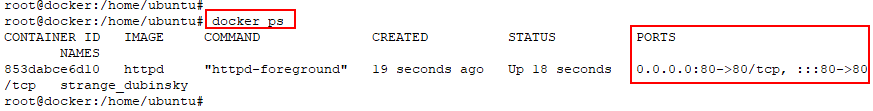 root@docker:/home/ubuntu#
root@docker:/home/ubuntu# docker ps
CONTAINER ID IMAGE COMMAND CREATED STATUS PORTS
NAMES
853dabce6d10 httpd "httpd-foreground" 19 seconds ago Up 18 seconds 0.0.0.0:80->80/tcp, :::80->80
/tcp strange_dubinsky
root@docker:/home/ubuntu#